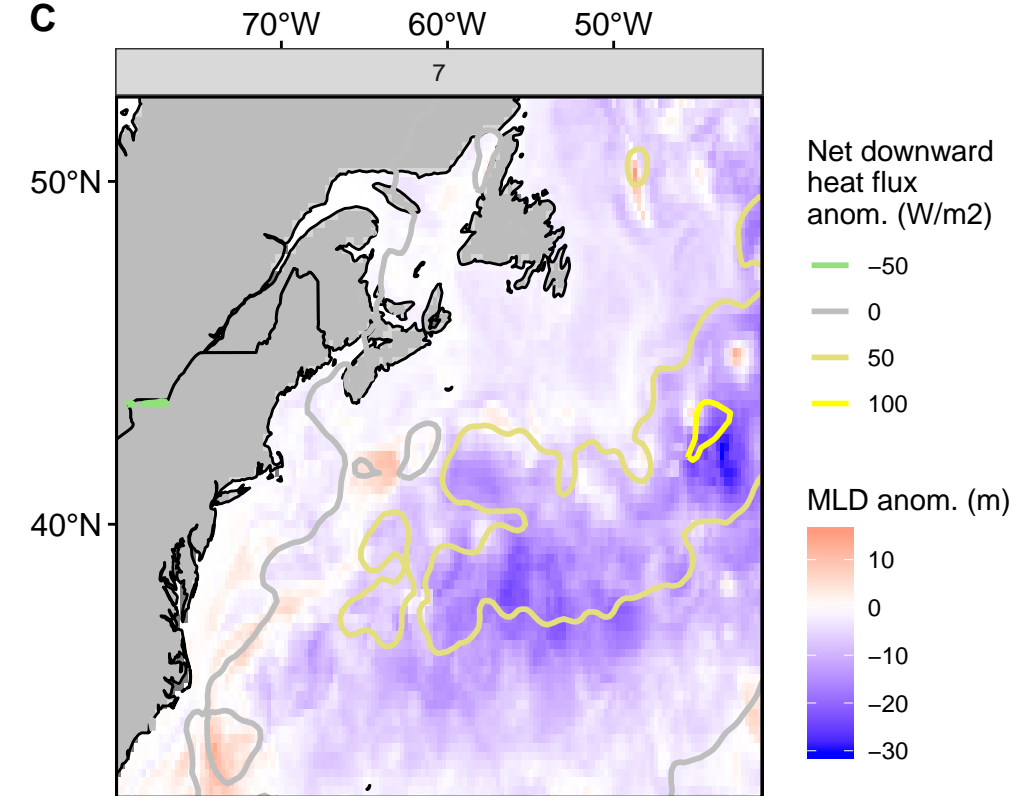 C
70°W 60°W 50°W
7
50°N
40°N
Net downward
heat flux
anom. (W/m2)
−50
0
50
100
MLD anom. (m)
10
0
−10
−20
−30